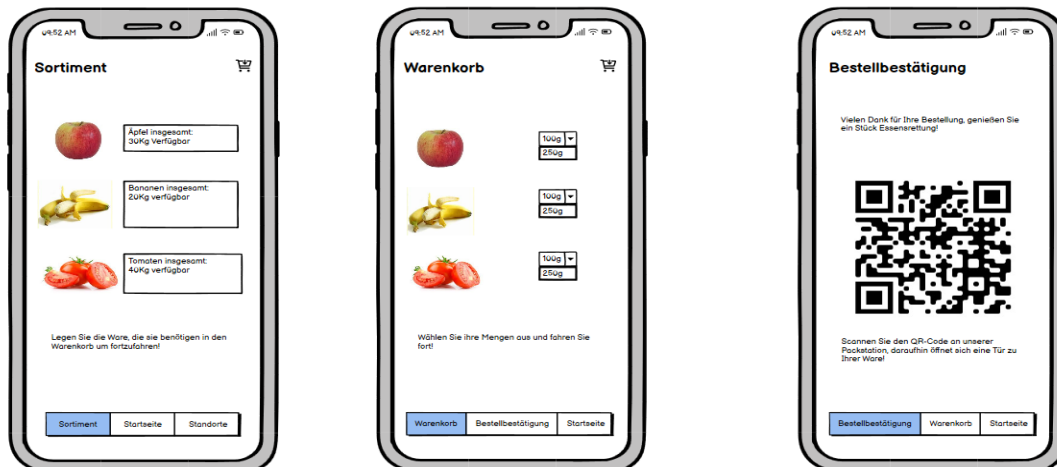 09:52 AM
Sortiment
Äpfel insgesamt:
30Kg Verfügbar
Bananen insgesamt:
20Kg verfügbar
Tomaten insgesamt:
40Kg verfügbar
Legen Sie die Ware, die sie benötigen in den
Warenkorb um fortzufahren!
Sortiment Startseite Standorte
09:52 AM
Warenkorb
100g
250g
100g
250g
100g
250g
Wählen Sie ihre Mengen aus und fahren Sie
fort!
Warenkorb Bestellbestätigung Startseite
09:52 AM
Bestellbestätigung
Vielen Dank für Ihre Bestellung, genießen Sie
ein Stück Essensrettung!
Scannen Sie den QR-Code an unserer
Packstation, daraufhin öffnet sich eine Tür zu
Ihrer Ware!
Bestellbestätigung Warenkorb Startseite